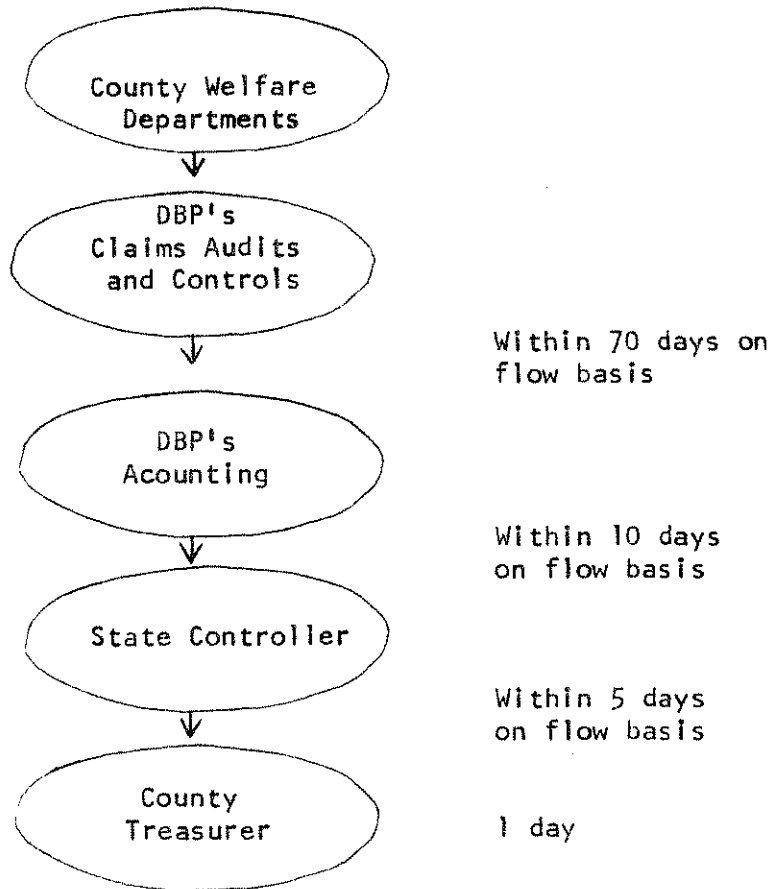 County Welfare
Departments
DBP's
Claims Audits
and Controls
Within 70 days on
flow basis
DBP's
Acounting
Within 10 days
on flow basis
State Controller
Within 5 days
on flow basis
County
Treasurer
1 day